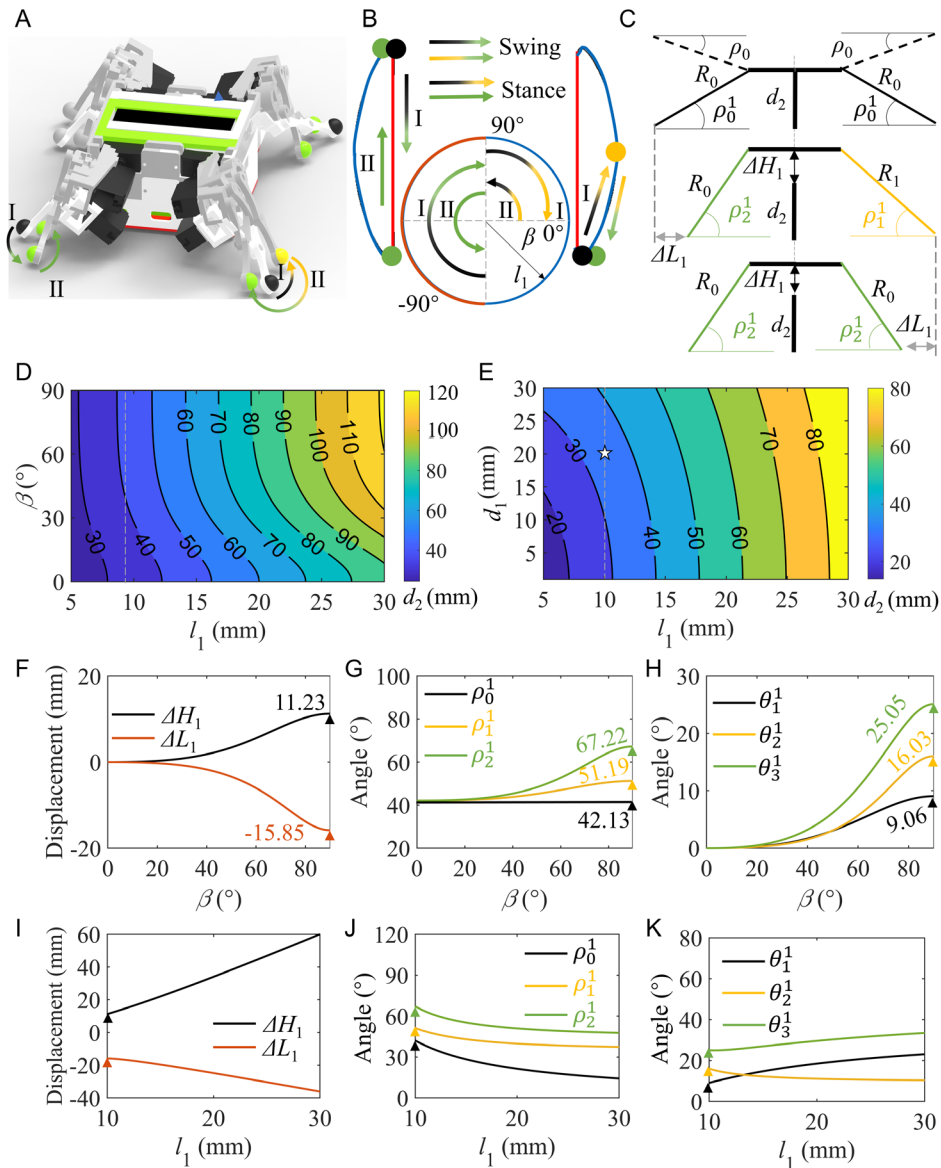 A
I
II
I
II
B
Swing
Stance
I
II
I
II
90°
II
I
β
0°
l₁
-90°
I
II
C
ρ₀
ρ₀
R₀
R₀
d₂
ρ₀¹
ρ₀¹
ΔH₁
R₀
R₁
d₂
ρ₂¹
ρ₁¹
ΔL₁
ΔH₁
R₀
R₀
d₂
ρ₂¹
ρ₂¹
ΔL₁
D
90
60
30
0
β (°)
30
40
50
60
70
80
90
60
70
80
90
100
110
5
10
15
20
25
30
l₁ (mm)
120
100
80
60
40
d₂ (mm)
E
30
25
20
15
10
5
d₁ (mm)
20
30
40
50
60
70
80
5
10
15
20
25
30
l₁ (mm)
80
60
40
20
d₂ (mm)
F
Displacement (mm)
20
0
-20
ΔH₁
ΔL₁
11.23
-15.85
0
20
40
60
80
β (°)
G
Angle (°)
100
80
60
40
20
ρ₀¹
ρ₁¹
ρ₂¹
67.22
51.19
42.13
0
20
40
60
80
β (°)
H
Angle (°)
30
20
10
0
θ₁¹
θ₂¹
θ₃¹
25.05
16.03
9.06
0
20
40
60
80
β (°)
I
Displacement (mm)
60
40
20
0
-20
-40
ΔH₁
ΔL₁
10
20
30
l₁ (mm)
J
Angle (°)
120
90
60
30
0
ρ₀¹
ρ₁¹
ρ₂¹
10
20
30
l₁ (mm)
K
Angle (°)
80
60
40
20
0
θ₁¹
θ₂¹
θ₃¹
10
20
30
l₁ (mm)